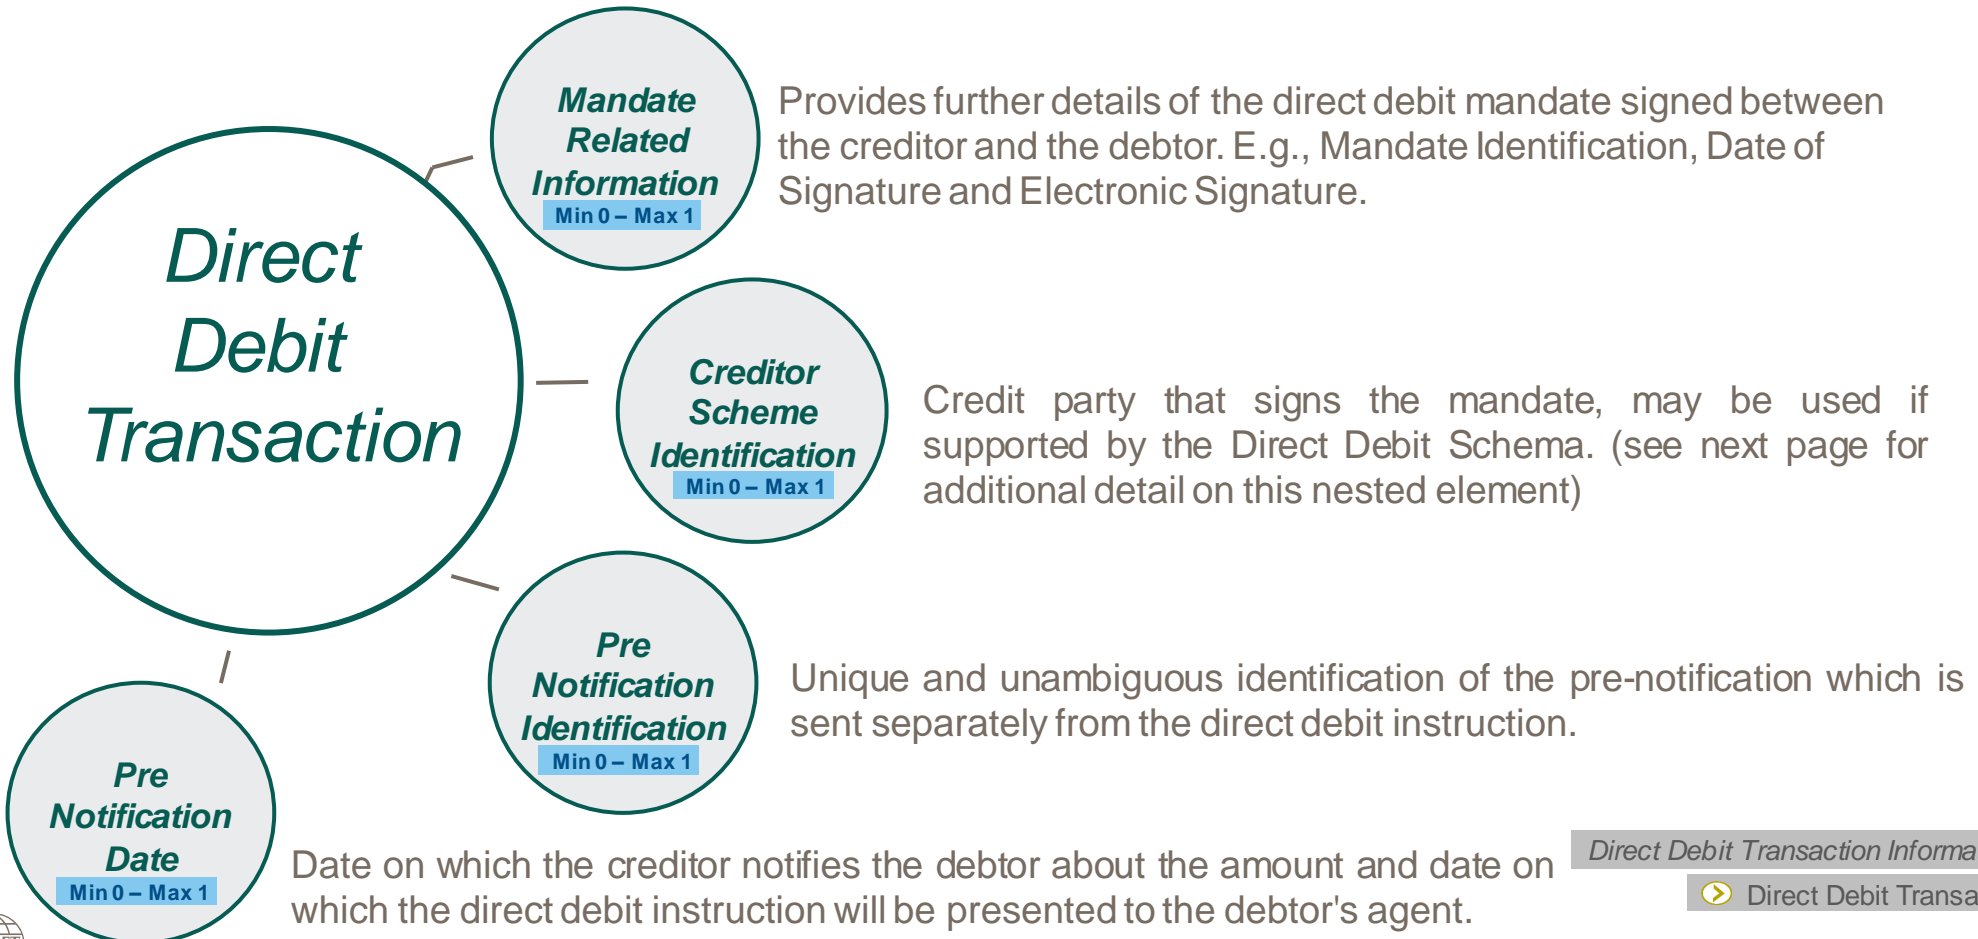 Direct
Debit
Transaction
Mandate
Related
Information
Min 0 – Max 1
Provides further details of the direct debit mandate signed between
the creditor and the debtor. E.g., Mandate Identification, Date of
Signature and Electronic Signature.
Creditor
Scheme
Identification
Min 0 – Max 1
Credit party that signs the mandate, may be used if
supported by the Direct Debit Schema. (see next page for
additional detail on this nested element)
Pre
Notification
Identification
Min 0 – Max 1
Unique and unambiguous identification of the pre-notification which is
sent separately from the direct debit instruction.
Pre
Notification
Date
Min 0 – Max 1
Date on which the creditor notifies the debtor about the amount and date on
which the direct debit instruction will be presented to the debtor's agent.
Direct Debit Transaction Informa
Direct Debit Transa